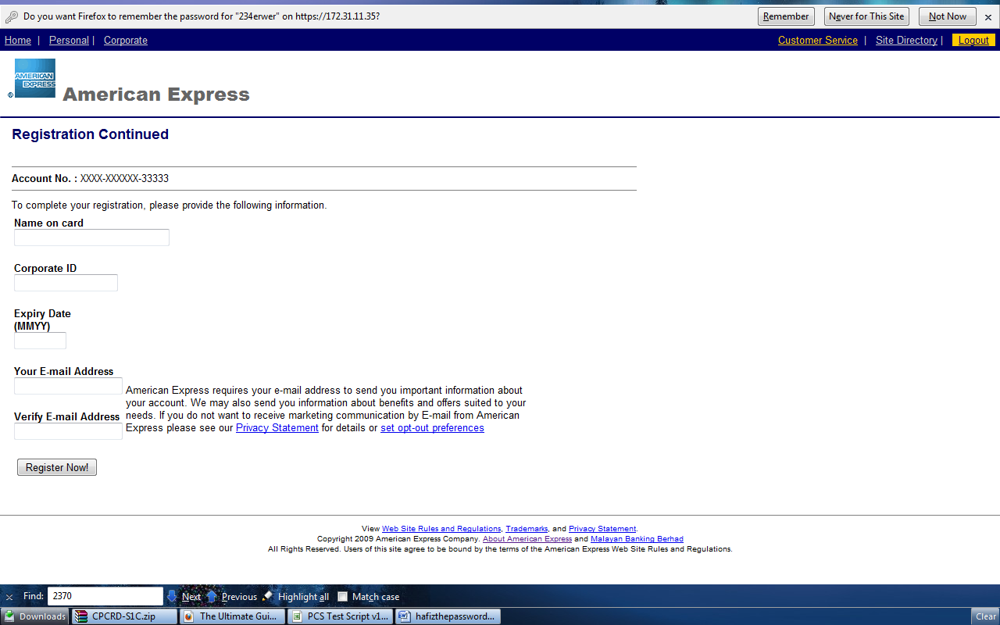 Do you want Firefox to remember the password for "234erwer" on https://172.31.11.35? Remember Never for This Site Not Now
Home | Personal | Corporate Customer Service | Site Directory | Logout
AMERICAN
EXPRESS
® American Express
Registration Continued
Account No. : XXXX-XXXXXX-33333
To complete your registration, please provide the following information.
Name on card
Corporate ID
Expiry Date
(MMYY)
Your E-mail Address
American Express requires your e-mail address to send you important information about
your account. We may also send you information about benefits and offers suited to your
Verify E-mail Address needs. If you do not want to receive marketing communication by E-mail from American
Express please see our Privacy Statement for details or set opt-out preferences
Register Now!
View Web Site Rules and Regulations, Trademarks, and Privacy Statement.
Copyright 2009 American Express Company. About American Express and Malayan Banking Berhad
All Rights Reserved. Users of this site agree to be bound by the terms of the American Express Web Site Rules and Regulations.
Find: 2370 Next Previous Highlight all Match case
Downloads CPCRD-S1C.zip The Ultimate Gui... PCS Test Script v1... hafizthepassword... Clear